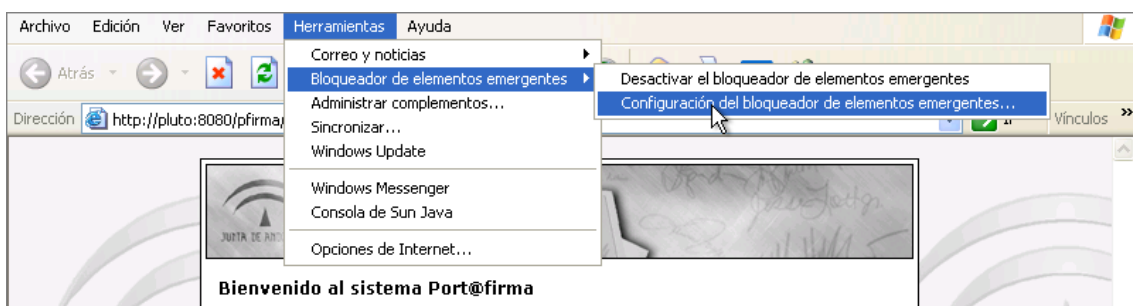 Archivo Edición Ver Favoritos Herramientas Ayuda
Correo y noticias
Atrás
Bloqueador de elementos emergentes
Desactivar el bloqueador de elementos emergentes
Administrar complementos...
Configuración del bloqueador de elementos emergentes...
Dirección http://pluto:8080/pfirma/
Vínculos »
Sincronizar...
Windows Update
Windows Messenger
Consola de Sun Java
JUNTA DE
Opciones de Internet...
Bienvenido al sistema Port@firma